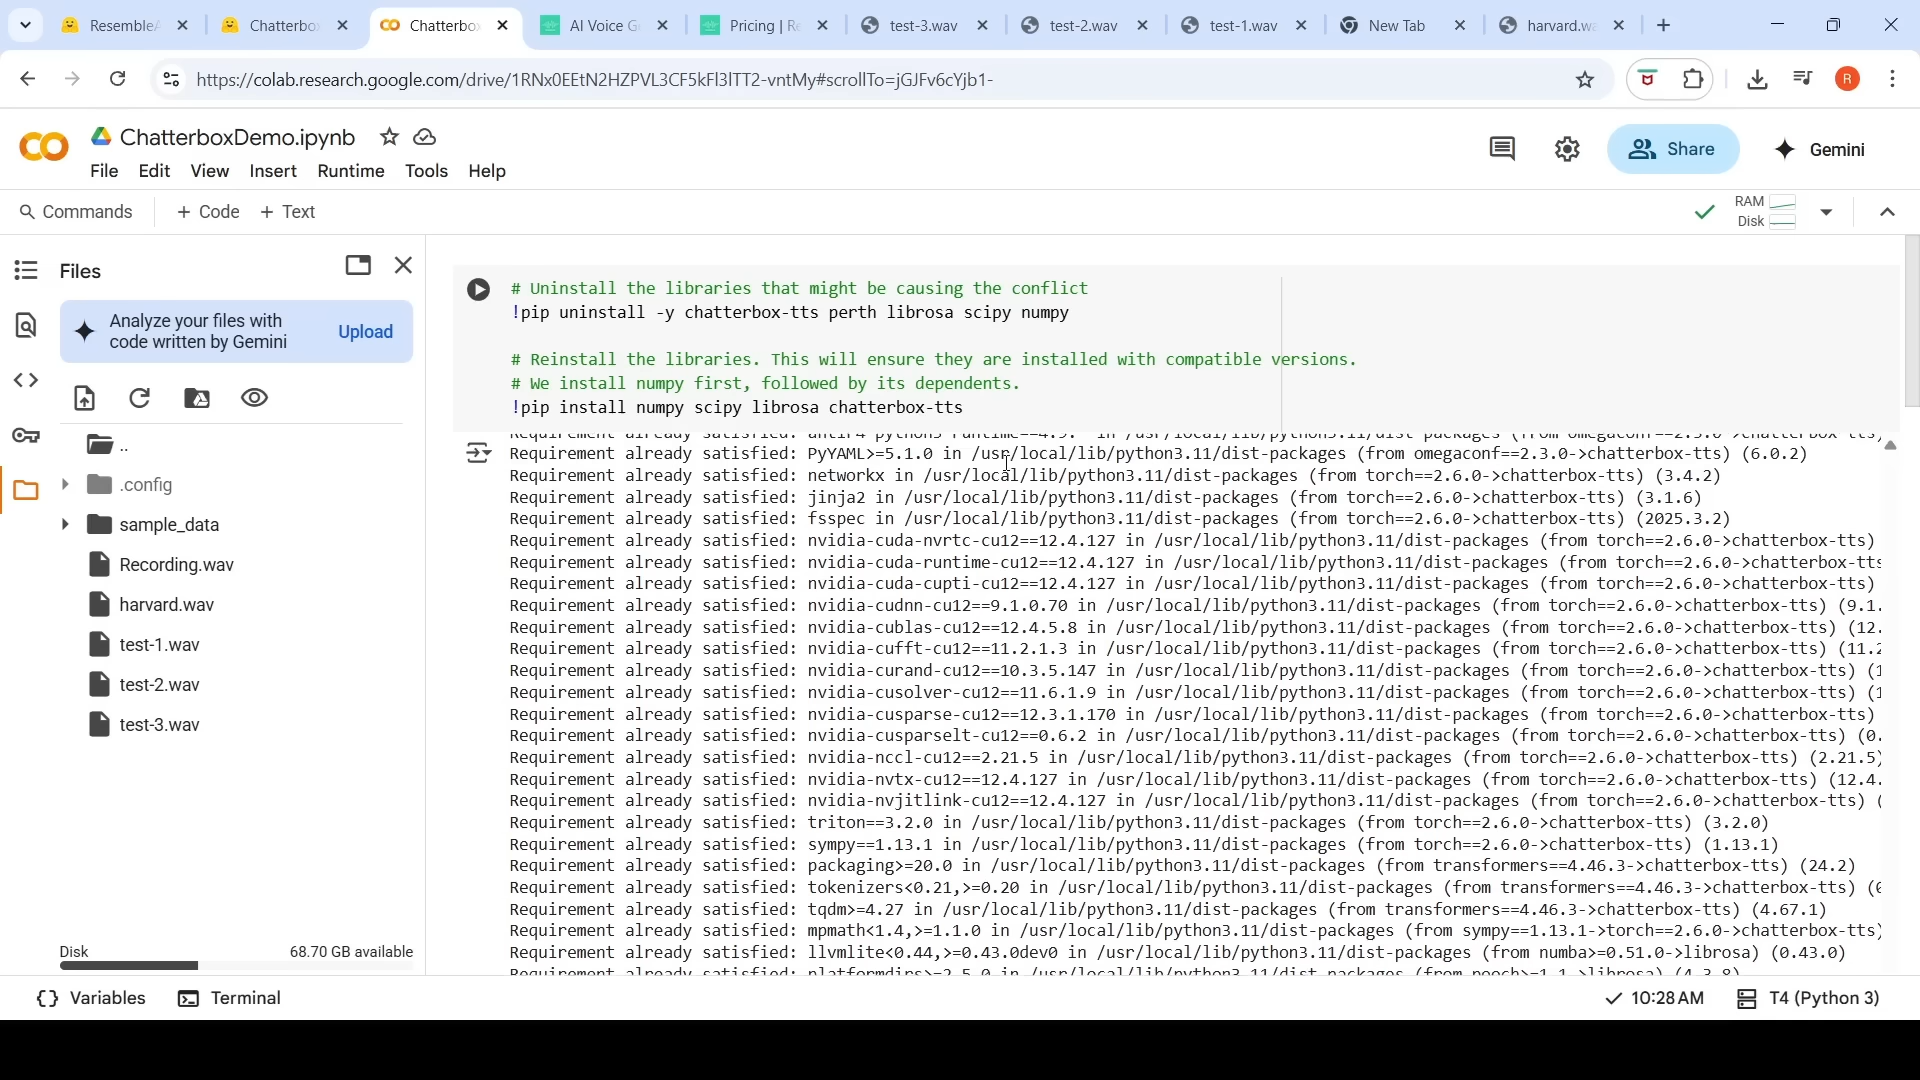 ResembleA
Chatterbo
Chatterbo
AI Voice G
Pricing | R
test-3.wav
test-2.wav
test-1.wav
New Tab
harvard.wa
https://colab.research.google.com/drive/1RNx0EEtN2HZPVL3CF5kFl3lTT2-vntMy#scrollTo=jGJFv6cYjb1-
R
ChatterboxDemo.ipynb
File Edit View Insert Runtime Tools Help
Share
Gemini
Commands + Code + Text
RAM
Disk
Files
Analyze your files with
code written by Gemini
Upload
..
.config
sample_data
Recording.wav
harvard.wav
test-1.wav
test-2.wav
test-3.wav
Disk 68.70 GB available
# Uninstall the libraries that might be causing the conflict
!pip uninstall -y chatterbox-tts perth librosa scipy numpy
# Reinstall the libraries. This will ensure they are installed with compatible versions.
# We install numpy first, followed by its dependents.
!pip install numpy scipy librosa chatterbox-tts
Requirement already satisfied: PyYAML>=5.1.0 in /usr/local/lib/python3.11/dist-packages (from omegaconf==2.3.0->chatterbox-tts) (6.0.2)
Requirement already satisfied: networkx in /usr/local/lib/python3.11/dist-packages (from torch==2.6.0->chatterbox-tts) (3.4.2)
Requirement already satisfied: jinja2 in /usr/local/lib/python3.11/dist-packages (from torch==2.6.0->chatterbox-tts) (3.1.6)
Requirement already satisfied: fsspec in /usr/local/lib/python3.11/dist-packages (from torch==2.6.0->chatterbox-tts) (2025.3.2)
Requirement already satisfied: nvidia-cuda-nvrtc-cu12==12.4.127 in /usr/local/lib/python3.11/dist-packages (from torch==2.6.0->chatterbox-tts)
Requirement already satisfied: nvidia-cuda-runtime-cu12==12.4.127 in /usr/local/lib/python3.11/dist-packages (from torch==2.6.0->chatterbox-tts
Requirement already satisfied: nvidia-cuda-cupti-cu12==12.4.127 in /usr/local/lib/python3.11/dist-packages (from torch==2.6.0->chatterbox-tts)
Requirement already satisfied: nvidia-cudnn-cu12==9.1.0.70 in /usr/local/lib/python3.11/dist-packages (from torch==2.6.0->chatterbox-tts) (9.1.
Requirement already satisfied: nvidia-cublas-cu12==12.4.5.8 in /usr/local/lib/python3.11/dist-packages (from torch==2.6.0->chatterbox-tts) (12.
Requirement already satisfied: nvidia-cufft-cu12==11.2.1.3 in /usr/local/lib/python3.11/dist-packages (from torch==2.6.0->chatterbox-tts) (11.2
Requirement already satisfied: nvidia-curand-cu12==10.3.5.147 in /usr/local/lib/python3.11/dist-packages (from torch==2.6.0->chatterbox-tts) (1
Requirement already satisfied: nvidia-cusolver-cu12==11.6.1.9 in /usr/local/lib/python3.11/dist-packages (from torch==2.6.0->chatterbox-tts) (1
Requirement already satisfied: nvidia-cusparse-cu12==12.3.1.170 in /usr/local/lib/python3.11/dist-packages (from torch==2.6.0->chatterbox-tts)
Requirement already satisfied: nvidia-cusparselt-cu12==0.6.2 in /usr/local/lib/python3.11/dist-packages (from torch==2.6.0->chatterbox-tts) (0.
Requirement already satisfied: nvidia-nccl-cu12==2.21.5 in /usr/local/lib/python3.11/dist-packages (from torch==2.6.0->chatterbox-tts) (2.21.5)
Requirement already satisfied: nvidia-nvtx-cu12==12.4.127 in /usr/local/lib/python3.11/dist-packages (from torch==2.6.0->chatterbox-tts) (12.4.
Requirement already satisfied: nvidia-nvjitlink-cu12==12.4.127 in /usr/local/lib/python3.11/dist-packages (from torch==2.6.0->chatterbox-tts) (
Requirement already satisfied: triton==3.2.0 in /usr/local/lib/python3.11/dist-packages (from torch==2.6.0->chatterbox-tts) (3.2.0)
Requirement already satisfied: sympy==1.13.1 in /usr/local/lib/python3.11/dist-packages (from torch==2.6.0->chatterbox-tts) (1.13.1)
Requirement already satisfied: packaging>=20.0 in /usr/local/lib/python3.11/dist-packages (from transformers==4.46.3->chatterbox-tts) (24.2)
Requirement already satisfied: tokenizers<0.21,>=0.20 in /usr/local/lib/python3.11/dist-packages (from transformers==4.46.3->chatterbox-tts) (0
Requirement already satisfied: tqdm>=4.27 in /usr/local/lib/python3.11/dist-packages (from transformers==4.46.3->chatterbox-tts) (4.67.1)
Requirement already satisfied: mpmath<1.4,>=1.1.0 in /usr/local/lib/python3.11/dist-packages (from sympy==1.13.1->torch==2.6.0->chatterbox-tts)
Requirement already satisfied: llvmlite<0.44,>=0.43.0dev0 in /usr/local/lib/python3.11/dist-packages (from numba>=0.51.0->librosa) (0.43.0)
Requirement already satisfied: platformdirs>=2.5.0 in /usr/local/lib/python3.11/dist-packages (from pooch>=1.1->librosa) (4.3.8)
Variables
Terminal
10:28 AM
T4 (Python 3)